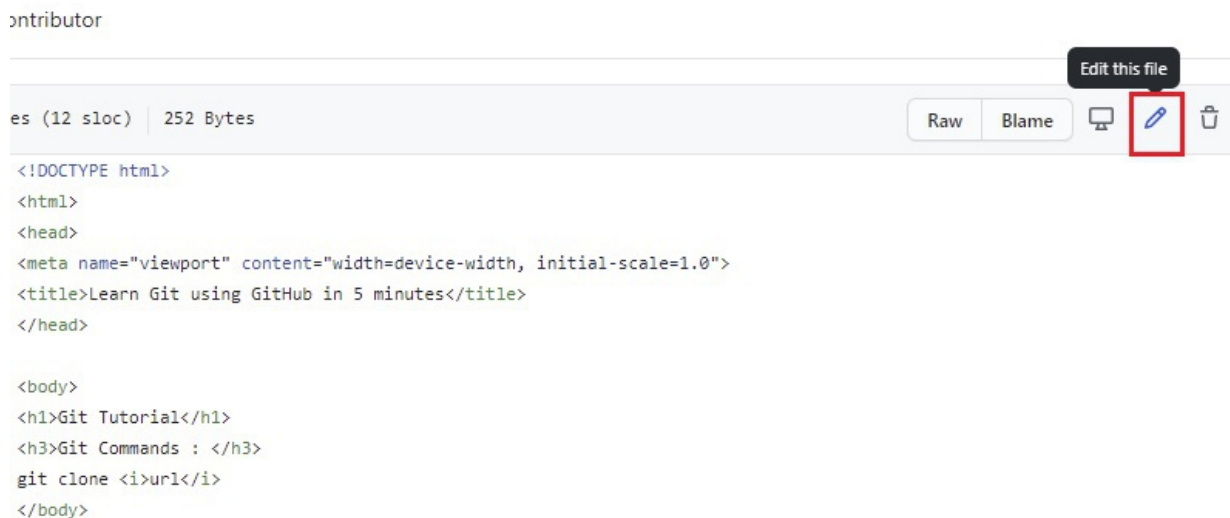 ontributor
Edit this file
es (12 sloc) 252 Bytes Raw Blame
<!DOCTYPE html>
<html>
<head>
<meta name="viewport" content="width=device-width, initial-scale=1.0">
<title>Learn Git using GitHub in 5 minutes</title>
</head>
<body>
<h1>Git Tutorial</h1>
<h3>Git Commands : </h3>
git clone <i>url</i>
</body>